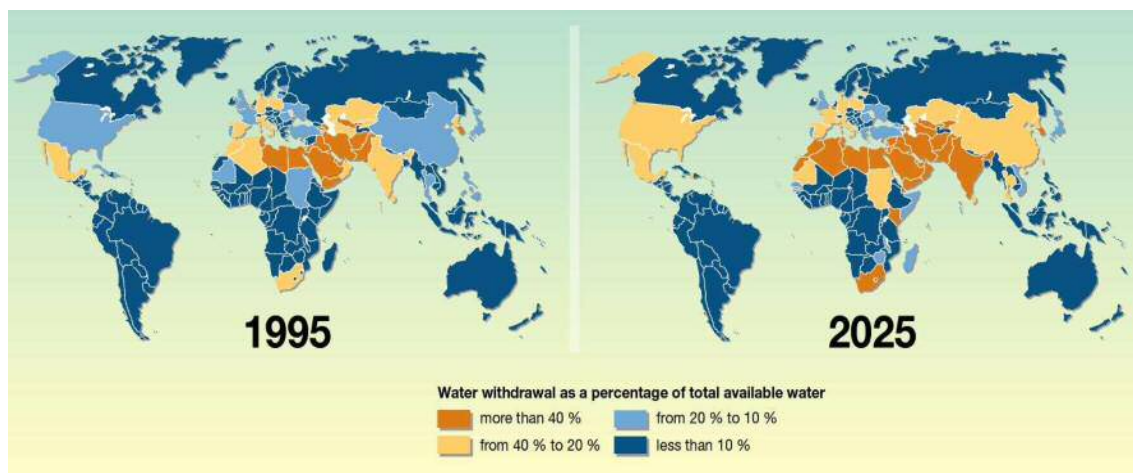 1995
2025
Water withdrawal as a percentage of total available water
more than 40 %
from 20 % to 10 %
from 40 % to 20 %
less than 10 %